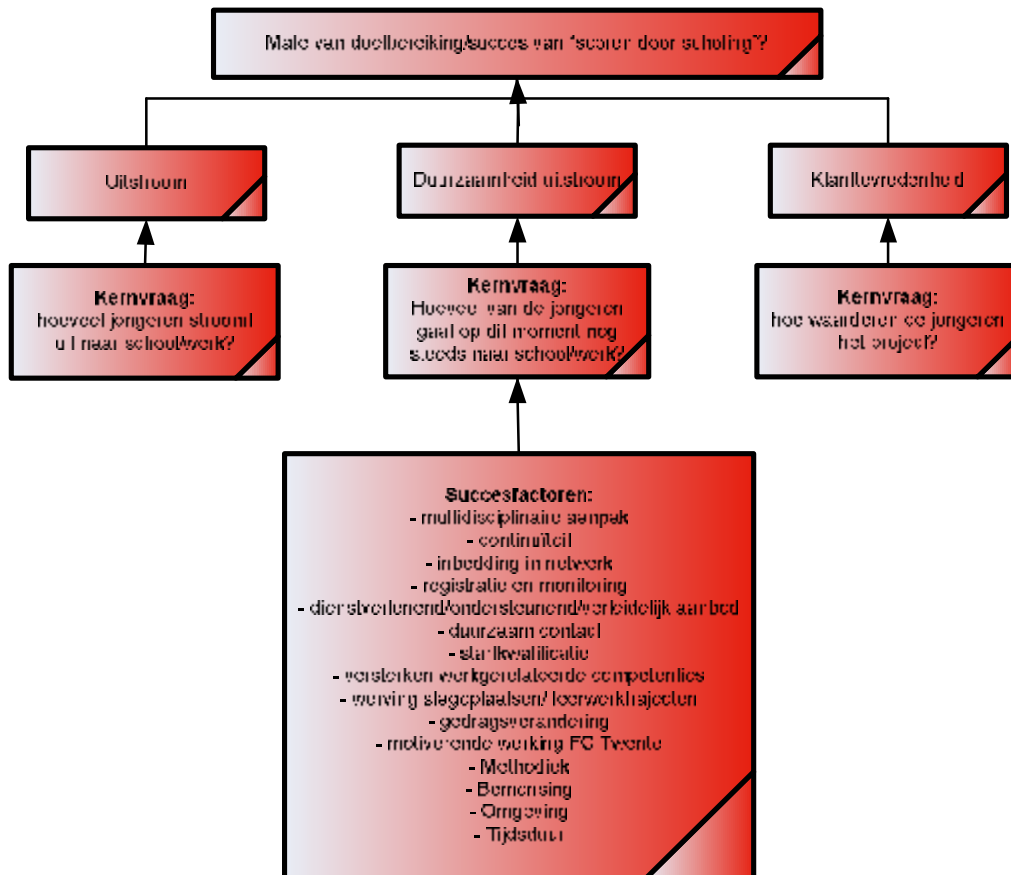 Mate van doelbereiking/succes van "scoren door scholing"?
Uitstroom
Duurzaamheid uitstroom
Klanttevredenheid
Kernvraag:
hoeveel jongeren stroomt
uit naar school/werk?
Kernvraag:
Hoeveel van de jongeren
gaat op dit moment nog
steeds naar school/werk?
Kernvraag:
hoe waarderen de jongeren
het project?
Succesfactoren:
- multidisciplinaire aanpak
- continuïteit
- inbedding in netwerk
- registratie en monitoring
- dienstverlenend/ondersteunend/verleidelijk aanbod
- duurzaam contact
- startkwalificatie
- versterken werkgerelateerde competenties
- werving stageplaatsen/ leerwerktrajecten
- gedragsverandering
- motiverende werking FC Twente
- Methodiek
- Bemensing
- Omgeving
- Tijdsduur